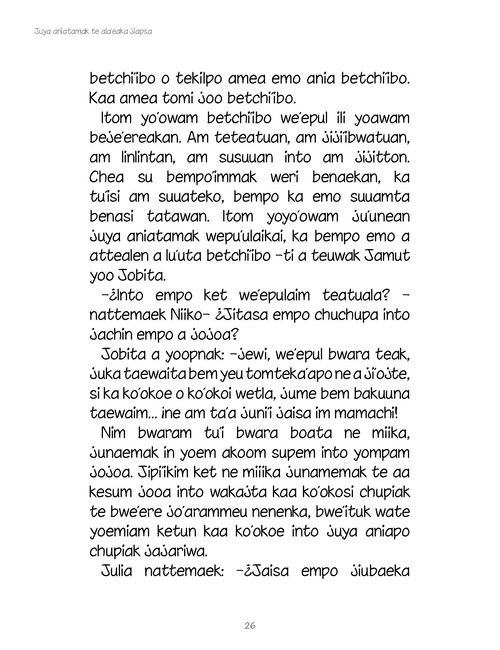 Juya aniatamak te ala'eaka Jiapsa
betchi'ibo o tekilpo amea emo ania betchi'ibo.
Kaa amea tomi joo betchi'ibo.
Itom yo'owam betchi'ibo we'epul ili yoawam
beje'ereakan. Am teteatuan, am jiji'ibwatuan,
am linlintan, am susuuan into am jijitton.
Chea su bempo'immak weri benaekan, ka
tu'isi am suuateko, bempo ka emo suuamta
benasi tatawan. Itom yoyo'owam ju'unean
juya aniatamak wepu'ulaikai, ka bempo emo a
attealen a lu'uta betchi'ibo -ti a teuwak Jamut
yoo Jobita.
-¿Into empo ket we'epulaim teatuala? -
nattemaek Niiko- ¿Jitasa empo chuchupa into
jachin empo a jojoa?
Jobita a yoopnak: -jewi, we'epul bwara teak,
juka taewaita bem yeu tomteka'apo ne a ji'ojte,
si ka ko'okoe o ko'okoi wetla, jume bem bakuuna
taewaim... ¡ne am ta'a junii jaisa im mamachi!
Nim bwaram tu'i bwara boata ne miika,
junaemak in yoem akoom supem into yompam
jojoa. Jipiikim ket ne miiika junamemak te aa
kesum jooa into wakajta kaa ko'okosi chupiak
te bwe'ere jo'arammeu nenenka, bwe'ituk wate
yoemiam ketun kaa ko'okoe into juya aniapo
chupiak jajariwa.
Julia nattemaek: -¿Jaisa empo jiubaeka
26